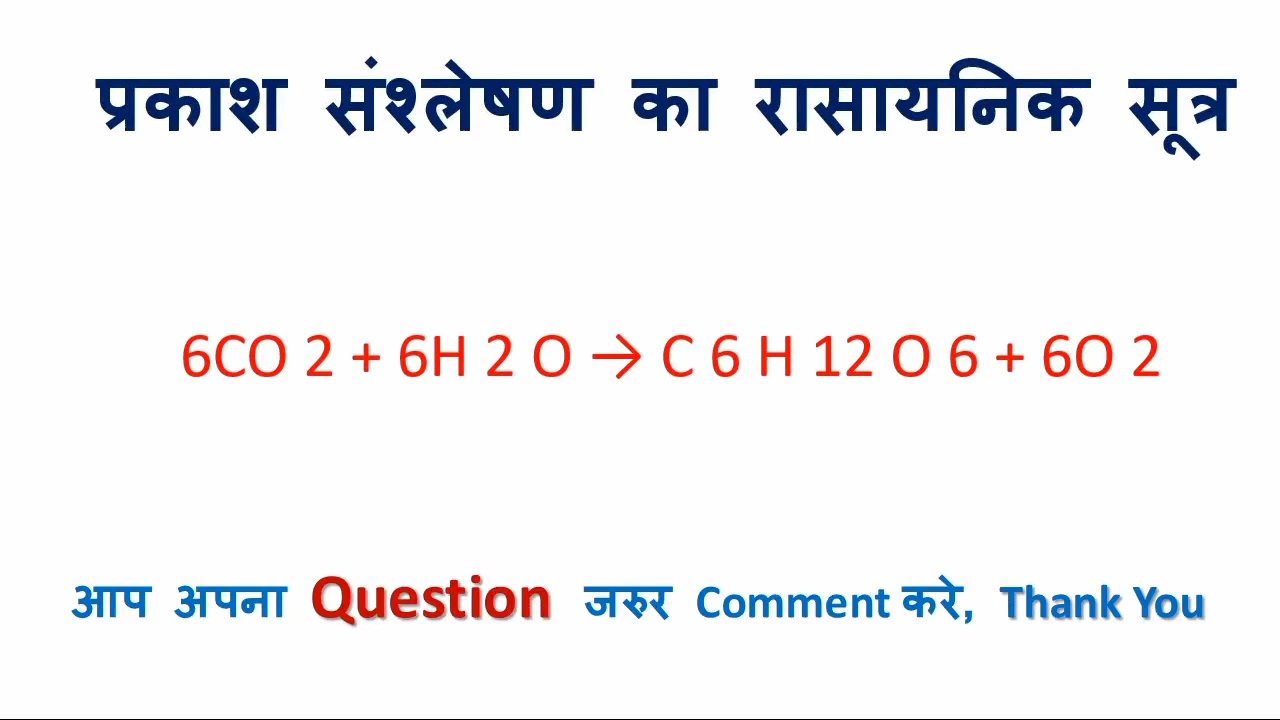 प्रकाश संश्लेषण का रासायनिक सूत्र
6CO 2 + 6H 2 O → C 6 H 12 O 6 + 6O 2
आप अपना Question जरुर Comment करे, Thank You